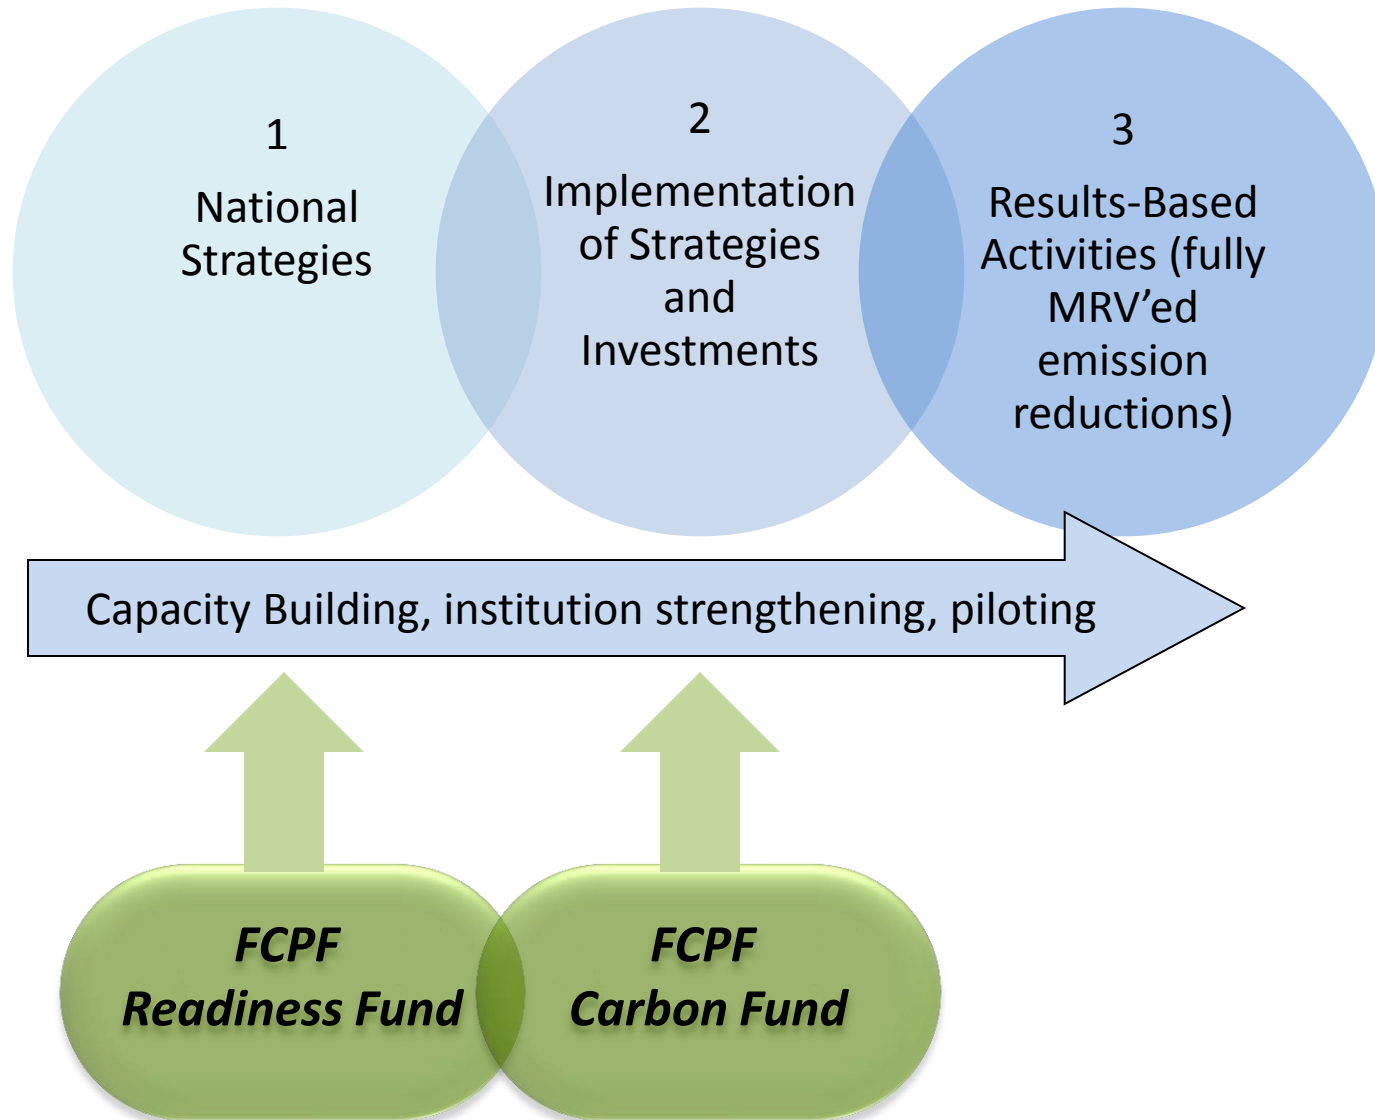 1
National
Strategies
2
Implementation
of Strategies
and
Investments
3
Results-Based
Activities (fully
MRV’ed
emission
reductions)
Capacity Building, institution strengthening, piloting
FCPF
Readiness Fund
FCPF
Carbon Fund